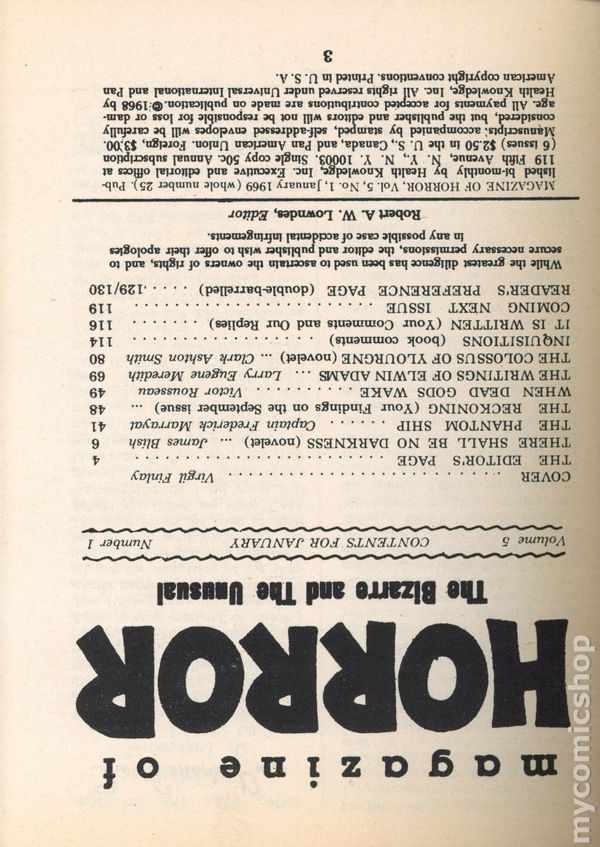 magazine of
HORROR
The Bizarre and The Unusual
Volume 5 CONTENTS FOR JANUARY Number 1
COVER . . . . . . . . . . . . . . . . . . . . . . . . Virgil Finlay
THE EDITOR'S PAGE . . . . . . . . . . . . . . . . . . . 4
THERE SHALL BE NO DARKNESS (novelet) ... James Blish 6
THE PHANTOM SHIP . . . . . . Captain Frederick Marrayat 41
THE RECKONING (Your Findings on the September issue) ... 48
WHEN DEAD GODS WAKE . . . . . . . . . Victor Rousseau 49
THE WRITINGS OF ELWIN ADAMS ... Larry Eugene Meredith 69
THE COLOSSUS OF YLOURGNE (novelet) ... Clark Ashton Smith 80
INQUISITIONS (book comments) . . . . . . . . . . . . . . 114
IT IS WRITTEN (Your Comments and Our Replies) . . . . . . 116
COMING NEXT ISSUE . . . . . . . . . . . . . . . . . . . 119
READER'S PREFERENCE PAGE (double-barrelled) . . . . .129/130
While the greatest diligence has been used to ascertain the owners of rights, and to
secure necessary permissions, the editor and publisher wish to offer their apologies
in any possible case of accidental infringements.
Robert A. W. Lowndes, Editor
MAGAZINE OF HORROR, Vol. 5, No. 1, January 1969 (whole number 25). Pub-
lished bi-monthly by Health Knowledge, Inc. Executive and editorial offices at
119 Fifth Avenue, N. Y., N. Y. 10003. Single copy 50c. Annual subscription
(6 issues) $2.50 in the U. S., Canada, and Pan American Union. Foreign, $3.00.
Manuscripts accompanied by stamped, self-addressed envelopes will be carefully
considered, but the publisher and editors will not be responsible for loss or dam-
age. All payments for accepted contributions are made on publication. © 1968 by
Health Knowledge, Inc. All rights reserved under Universal International and Pan
American copyright conventions. Printed in U. S. A.
3
mycomicshop